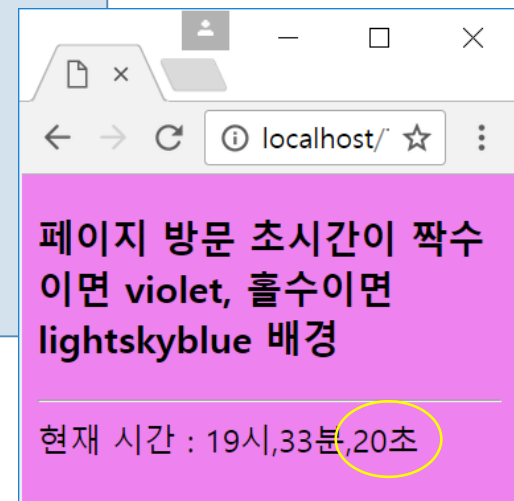 localhost/
페이지 방문 초시간이 짝수
이면 violet, 홀수이면
lightskyblue 배경
현재 시간 : 19시,33분,20초